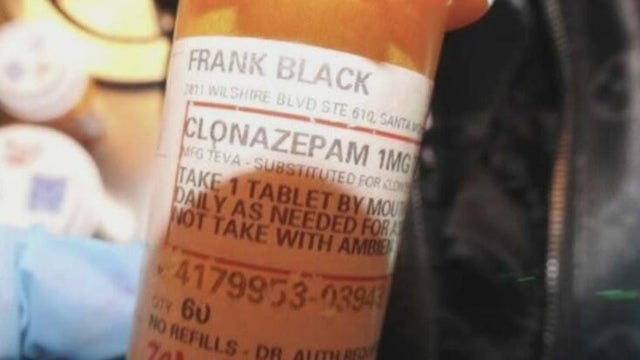 FRANK BLACK
2811 WILSHIRE BLVD STE 610, SANTA
CLONAZEPAM 1MG
MFG TEVA - SUBSTITUTED FOR
TAKE 1 TABLET BY
DAILY AS NEEDED FOR
NOT TAKE WITH AMBIEN
QTY 60
NO REFILLS - DR. AUTH